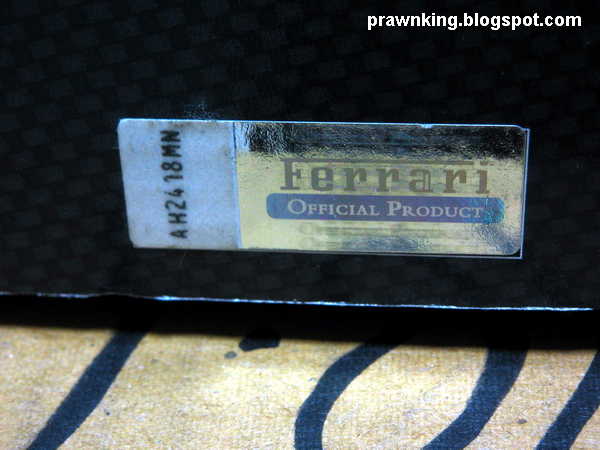 prawnking.blogspot.com
AH2418MN
Ferrari
OFFICIAL PRODUCT